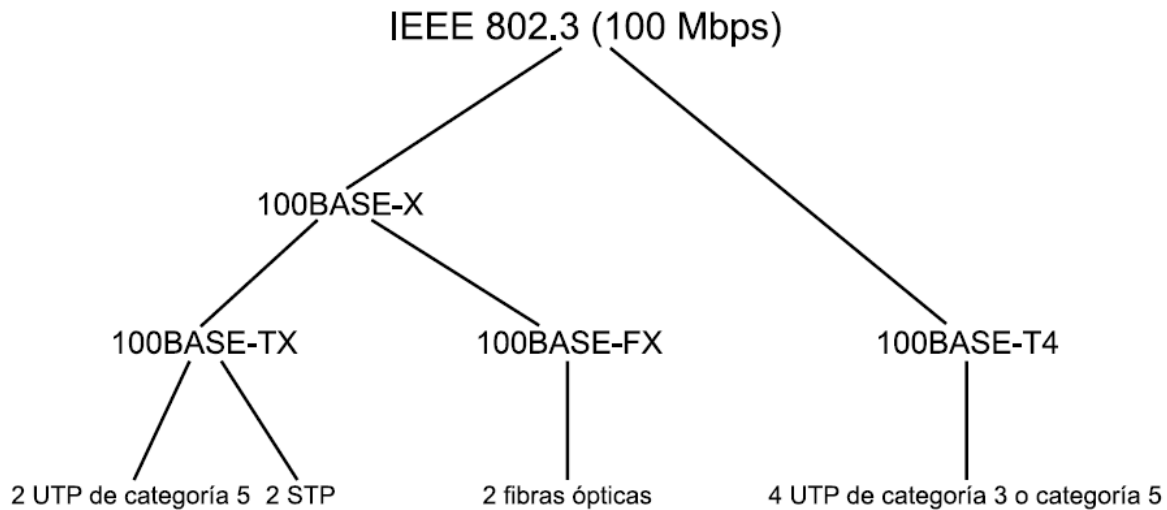 IEEE 802.3 (100 Mbps)
100BASE-X
100BASE-TX
100BASE-FX
100BASE-T4
2 UTP de categoría 5
2 STP
2 fibras ópticas
4 UTP de categoría 3 o categoría 5